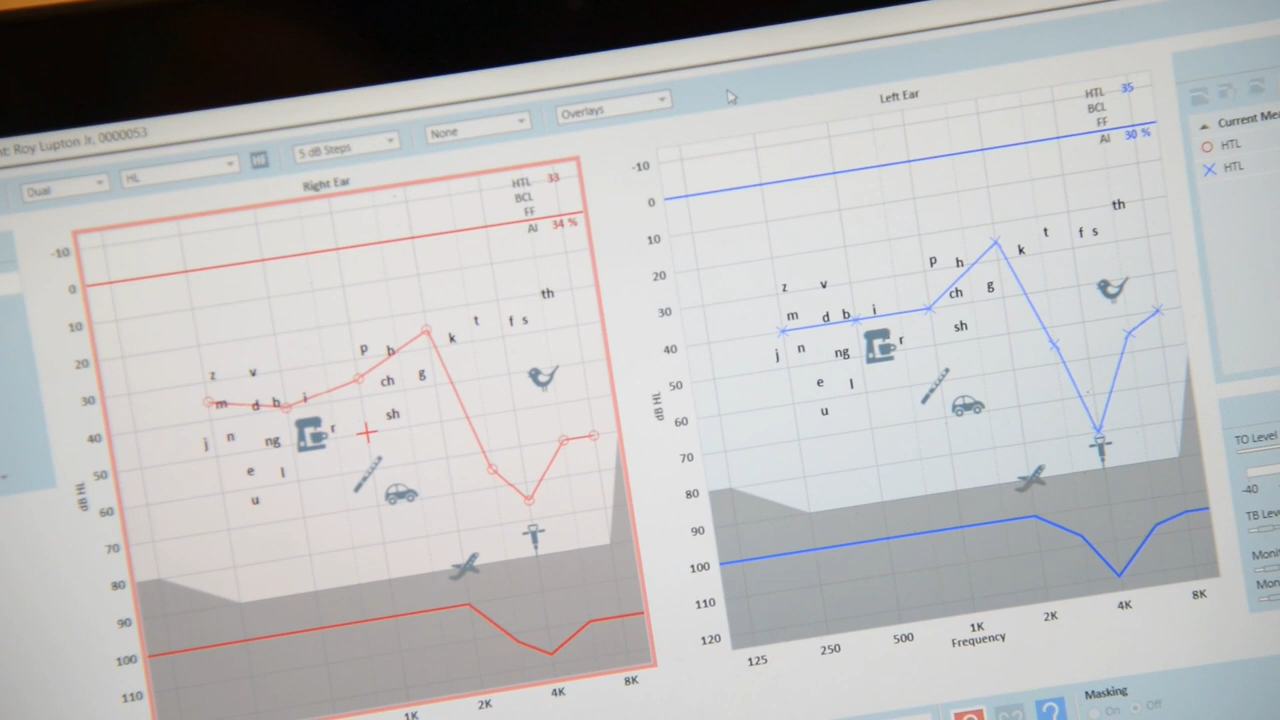 nt: Roy Lupton Jr, 0000053
Dual
HL
HF
5 dB Steps
None
Overlays
Right Ear
HTL 33
BCL
FF
AI 34 %
-10
0
10
20
30
40
50
60
70
80
90
100
110
dB HL
z v
m d b i
j n ng r
e l
u
p h
ch g
sh
k t f s
th
1K
2K
4K
8K
Left Ear
HTL 35
BCL
FF
AI 30 %
-10
0
10
20
30
40
50
60
70
80
90
100
110
120
dB HL
z v
m d b i
j n ng r
e l
u
p h
ch g
sh
k t f s
th
125
250
500
1K
2K
4K
8K
Frequency
Current Mea
HTL
HTL
TO Level
-40
TB Leve
Monit
Mon
Masking
On Off